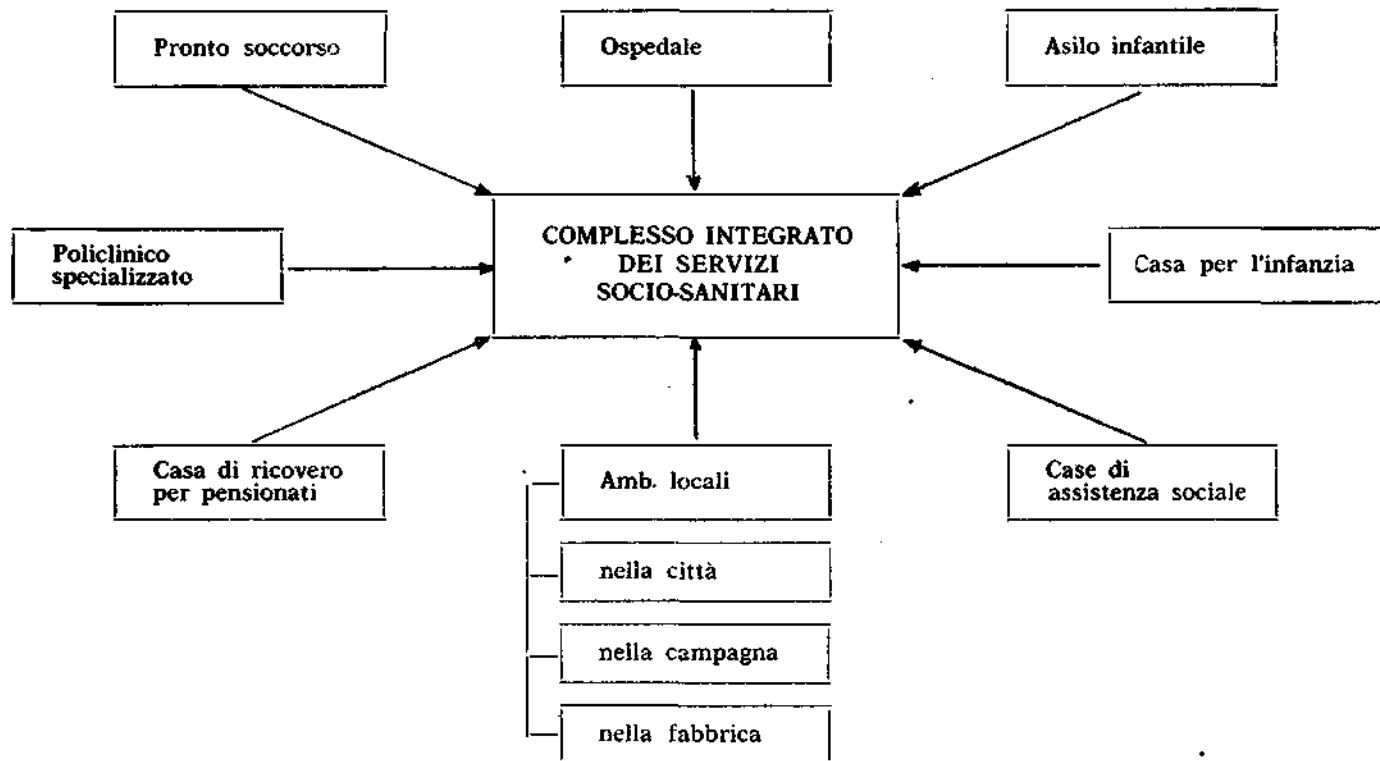 Pronto soccorso
Ospedale
Asilo infantile
COMPLESSO INTEGRATO
DEI SERVIZI
SOCIO-SANITARI
Policlinico
specializzato
Casa per l'infanzia
Casa di ricovero
per pensionati
Amb. locali
Case di
assistenza sociale
nella città
nella campagna
nella fabbrica